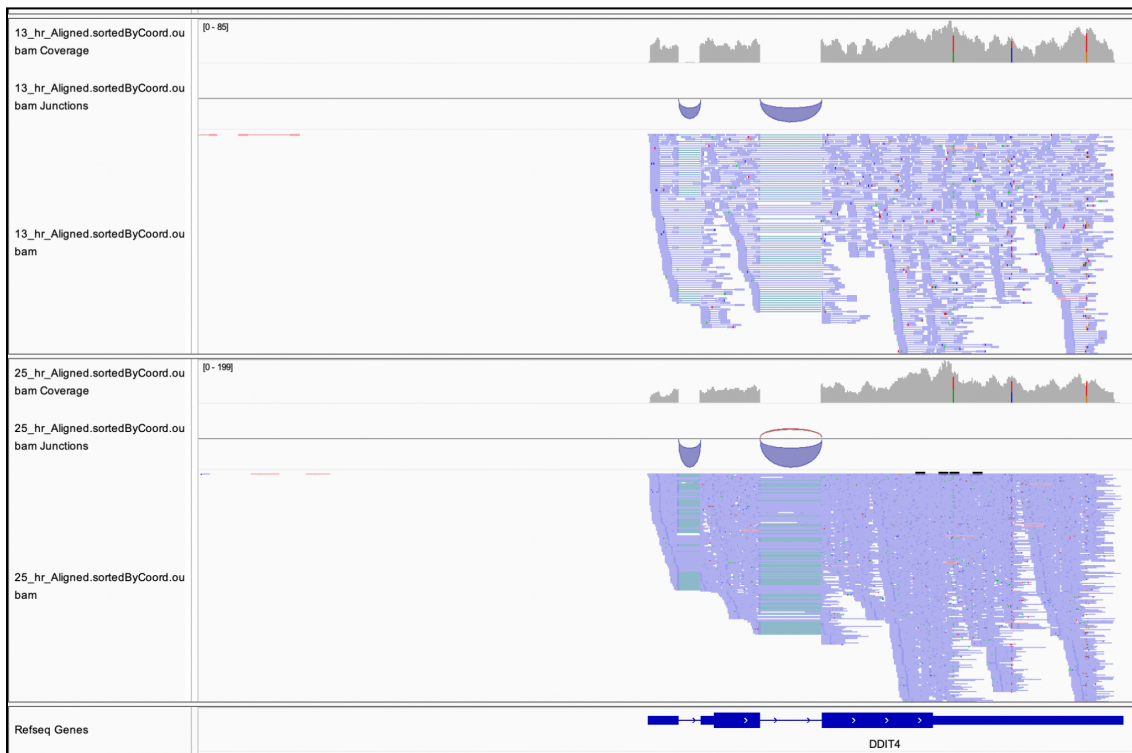 13_hr_Aligned.sortedByCoord.ou
bam Coverage
[0 - 85]
13_hr_Aligned.sortedByCoord.ou
bam Junctions
13_hr_Aligned.sortedByCoord.ou
bam
25_hr_Aligned.sortedByCoord.ou
bam Coverage
[0 - 199]
25_hr_Aligned.sortedByCoord.ou
bam Junctions
25_hr_Aligned.sortedByCoord.ou
bam
Refseq Genes
DDIT4